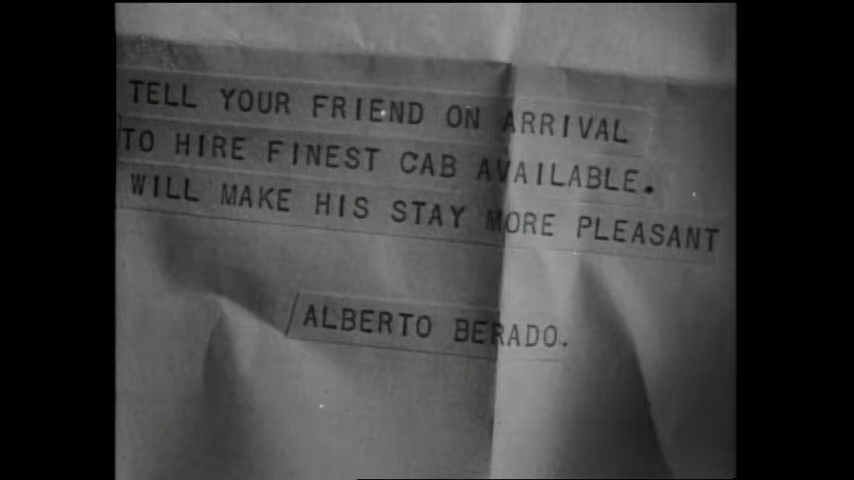 TELL YOUR FRIEND ON ARRIVAL
TO HIRE FINEST CAB AVAILABLE.
WILL MAKE HIS STAY MORE PLEASANT
ALBERTO BERADO.